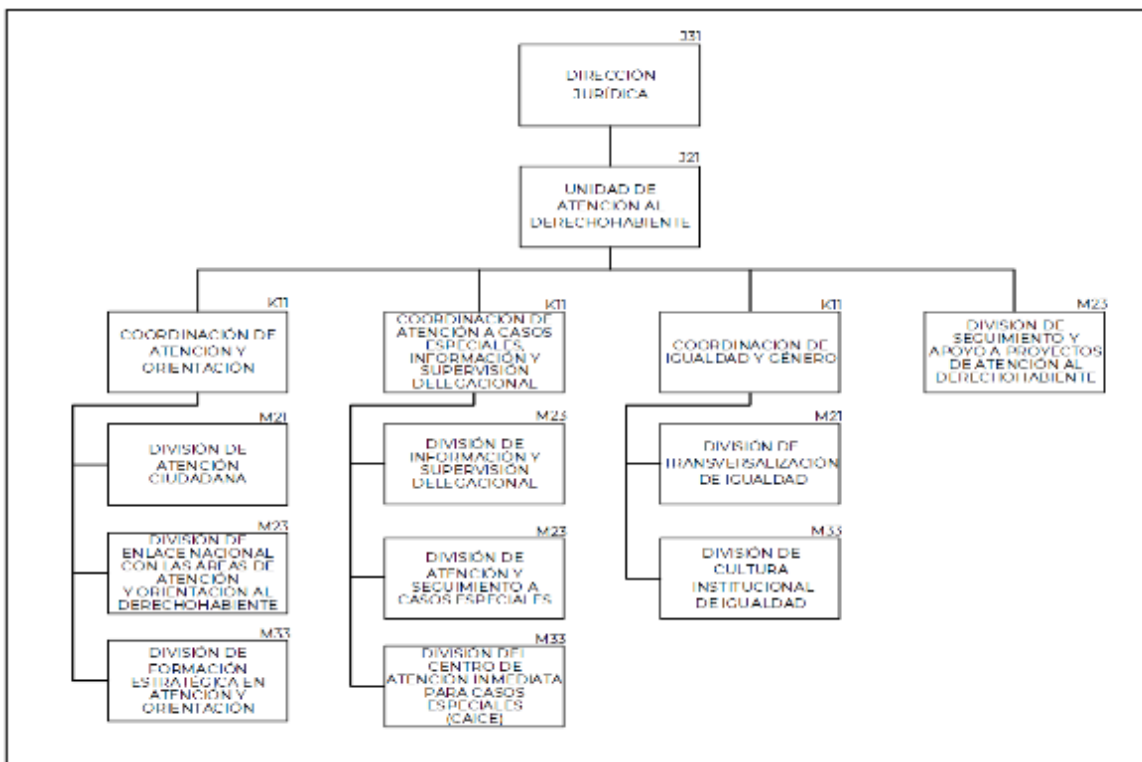 J31
DIRECCIÓN
JURÍDICA
J21
UNIDAD DE
ATENCIÓN AL
DERECHOHABIENTE
K11
COORDINACIÓN DE
ATENCIÓN Y
ORIENTACIÓN
K11
COORDINACIÓN DE
ATENCIÓN A CASOS
ESPECIALES,
INFORMACIÓN Y
SUPERVISIÓN
DELEGACIONAL
K11
COORDINACIÓN DE
IGUALDAD Y GÉNERO
M23
DIVISIÓN DE
SEGUIMIENTO Y
APOYO A PROYECTOS
DE ATENCIÓN AL
DERECHOHABIENTE
M21
DIVISIÓN DE
ATENCIÓN
CIUDADANA
M23
DIVISIÓN DE
INFORMACIÓN Y
SUPERVISIÓN
DELEGACIONAL
M21
DIVISIÓN DE
TRANSVERSALIZACIÓN
DE IGUALDAD
M23
DIVISIÓN DE
ENLACE NACIONAL
CON LAS ÁREAS DE
ATENCIÓN
Y ORIENTACIÓN AL
DERECHOHABIENTE
M23
DIVISIÓN DE
ATENCIÓN Y
SEGUIMIENTO A
CASOS ESPECIALES
M33
DIVISIÓN DE
CULTURA
INSTITUCIONAL
DE IGUALDAD
M33
DIVISIÓN DE
FORMACIÓN
ESTRATÉGICA EN
ATENCIÓN Y
ORIENTACIÓN
M33
DIVISIÓN DEL
CENTRO DE
ATENCIÓN INMEDIATA
PARA CASOS
ESPECIALES
(CAICE)